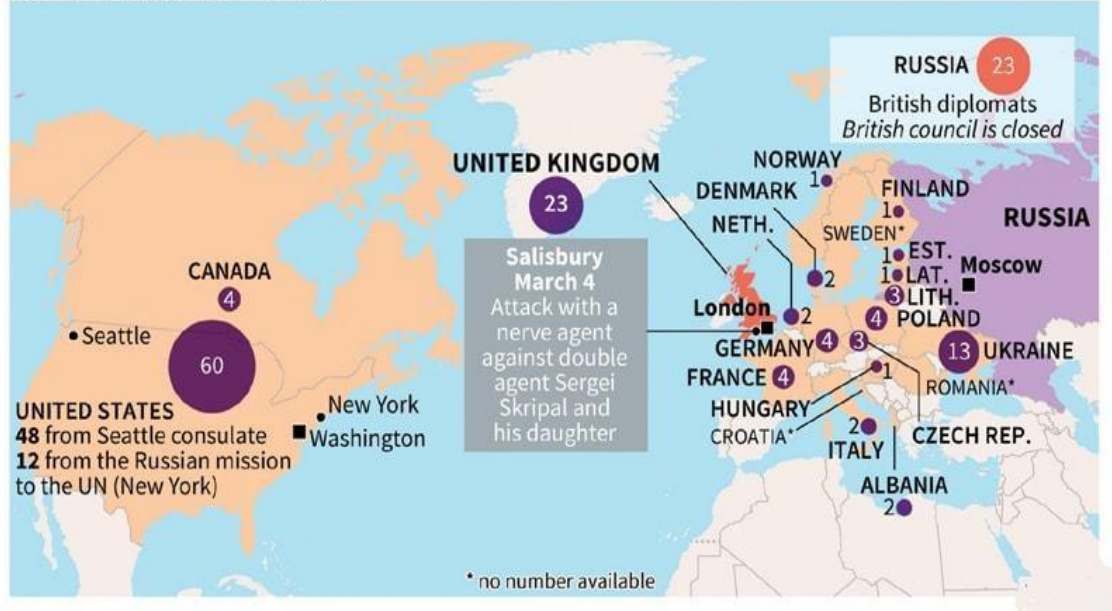 RUSSIA 23
British diplomats
British council is closed
UNITED KINGDOM
23
Salisbury
March 4
Attack with a
nerve agent
against double
agent Sergei
Skripal and
his daughter
CANADA
4
Seattle
60
UNITED STATES
48 from Seattle consulate
12 from the Russian mission
to the UN (New York)
New York
Washington
NORWAY
1
DENMARK
2
NETH.
2
FINLAND
1
SWEDEN*
RUSSIA
1 EST.
1 LAT.
Moscow
3 LITH.
London
4 POLAND
GERMANY 4
3
13 UKRAINE
FRANCE 4
1
ROMANIA*
HUNGARY
CROATIA*
2
ITALY
CZECH REP.
ALBANIA
2
* no number available